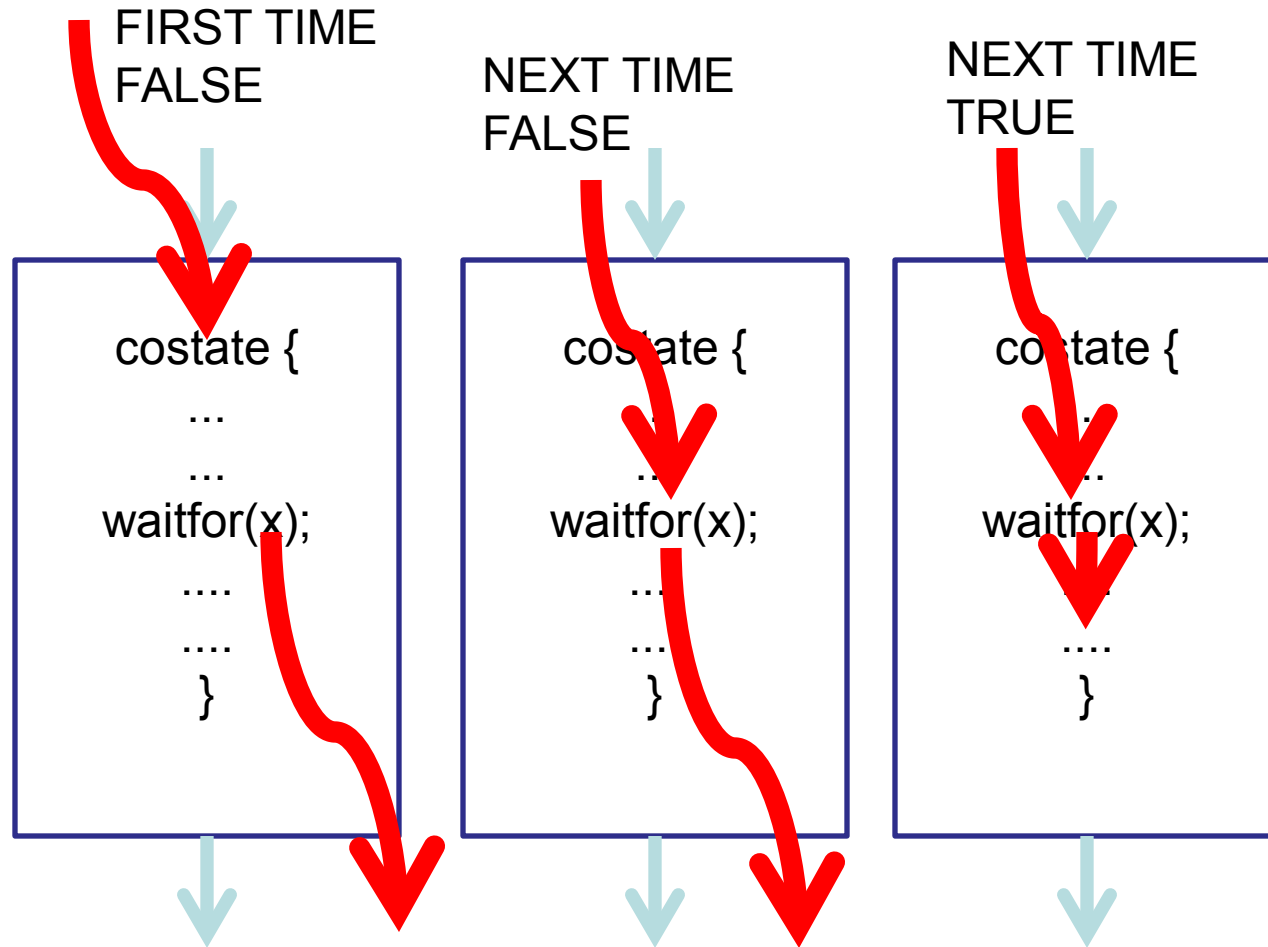 FIRST TIME
FALSE
costate {
...
...
waitfor(x);
....
....
}
NEXT TIME
FALSE
costate {
waitfor(x);
}
NEXT TIME
TRUE
costate {
waitfor(x);
....
}